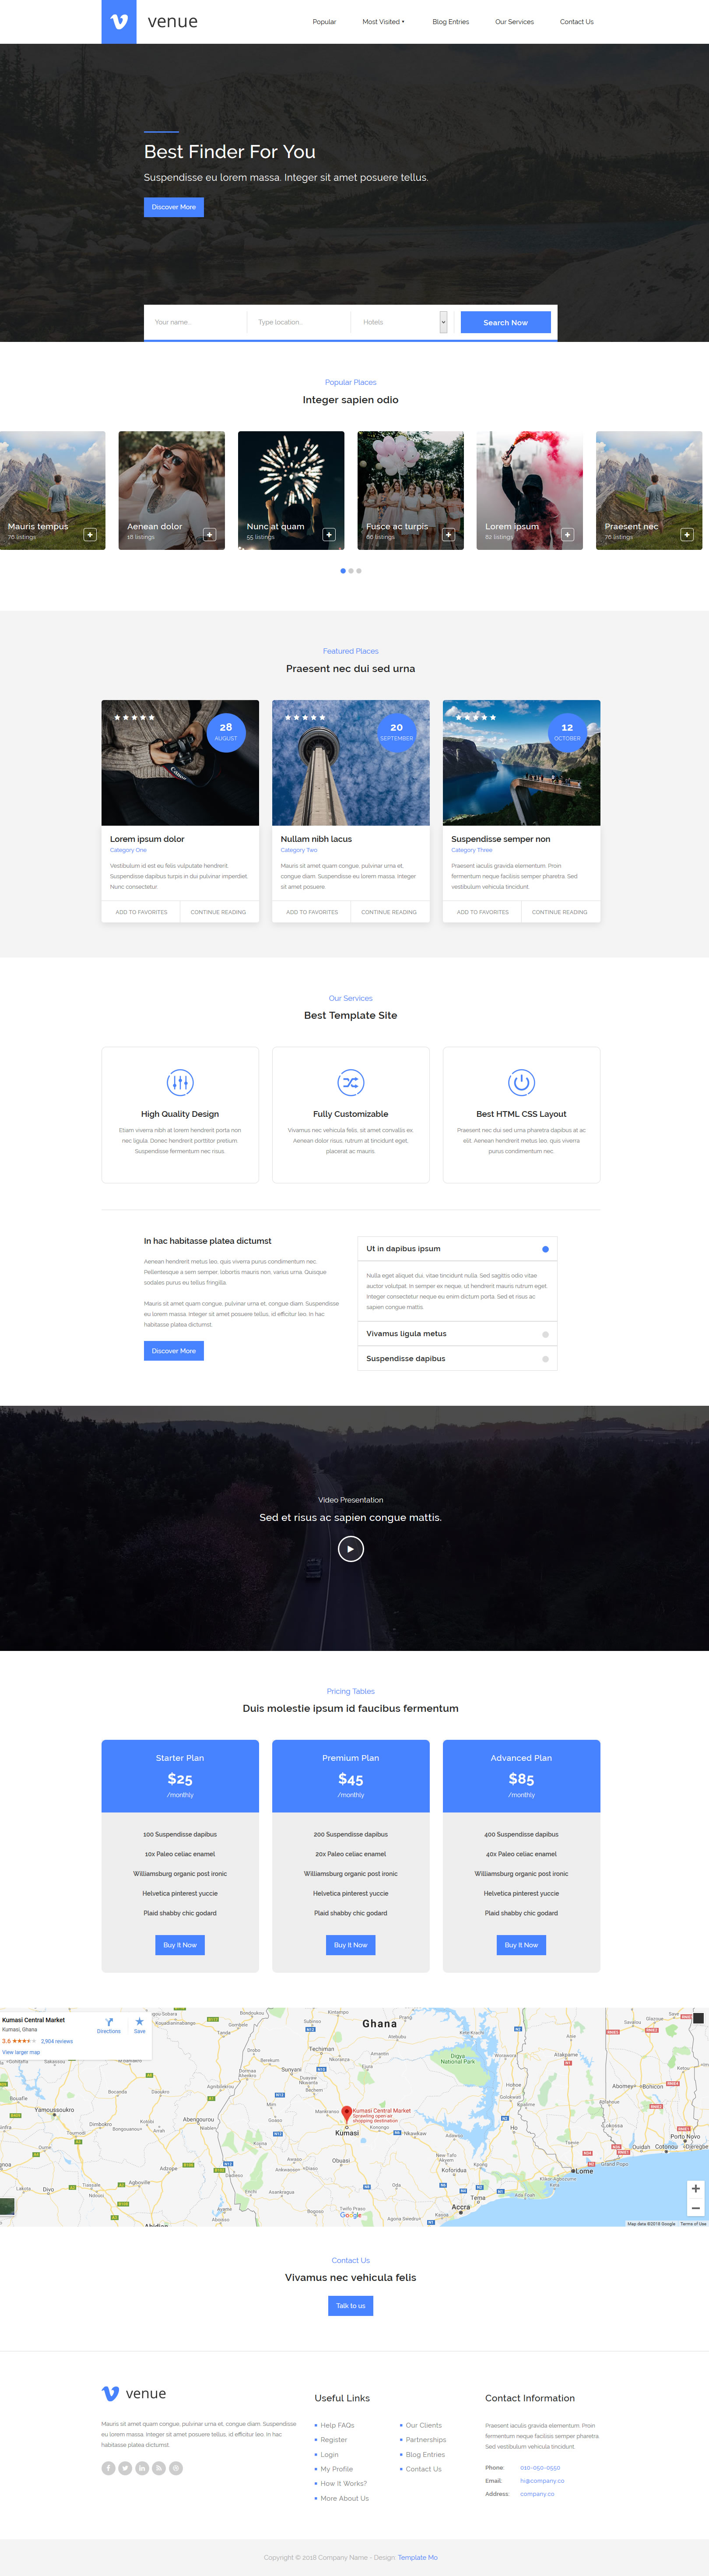 venue
Popular
Most Visited
Blog Entries
Our Services
Contact Us
Best Finder For You
Suspendisse eu lorem massa. Integer sit amet posuere tellus.
Discover More
Your name...
Type location...
Hotels
Search Now
Popular Places
Integer sapien odio
Mauris tempus
76 listings
Aenean dolor
18 listings
Nunc at quam
55 listings
Fusce ac turpis
66 listings
Lorem ipsum
82 listings
Praesent nec
76 listings
Featured Places
Praesent nec dui sed urna
28
AUGUST
Canon
Lorem ipsum dolor
Category One
Vestibulum id est eu felis vulputate hendrerit.
Suspendisse dapibus turpis in dui pulvinar imperdiet.
Nunc consectetur.
ADD TO FAVORITES
CONTINUE READING
20
SEPTEMBER
Nullam nibh lacus
Category Two
Mauris sit amet quam congue, pulvinar urna et,
congue diam. Suspendisse eu lorem massa. Integer
sit amet posuere.
ADD TO FAVORITES
CONTINUE READING
12
OCTOBER
Suspendisse semper non
Category Three
Praesent iaculis gravida elementum. Proin
fermentum neque facilisis semper pharetra. Sed
vestibulum vehicula tincidunt.
ADD TO FAVORITES
CONTINUE READING
Our Services
Best Template Site
High Quality Design
Etiam viverra nibh at lorem hendrerit porta non
nec ligula. Donec hendrerit porttitor pretium.
Suspendisse fermentum nec risus.
Fully Customizable
Vivamus nec vehicula felis, sit amet convallis ex.
Aenean dolor risus, rutrum at tincidunt eget,
placerat ac mauris.
Best HTML CSS Layout
Praesent nec dui sed urna pharetra dapibus at ac
elit. Aenean hendrerit metus leo, quis viverra
purus condimentum nec.
In hac habitasse platea dictumst
Aenean hendrerit metus leo, quis viverra purus condimentum nec.
Pellentesque a sem semper, lobortis mauris non, varius urna. Quisque
sodales purus eu tellus fringilla.
Mauris sit amet quam congue, pulvinar urna et, congue diam. Suspendisse
eu lorem massa. Integer sit amet posuere tellus, id efficitur leo. In hac
habitasse platea dictumst.
Discover More
Ut in dapibus ipsum
Nulla eget aliquet dui, vitae tincidunt nulla. Sed sagittis odio vitae
auctor volutpat. In semper ex neque, ut hendrerit mauris rutrum eget.
Integer consectetur neque eu enim dictum porta. Sed et risus ac
sapien congue mattis.
Vivamus ligula metus
Suspendisse dapibus
Video Presentation
Sed et risus ac sapien congue mattis.
Pricing Tables
Duis molestie ipsum id faucibus fermentum
Starter Plan
$25
/monthly
100 Suspendisse dapibus
10x Paleo celiac enamel
Williamsburg organic post ironic
Helvetica pinterest yuccie
Plaid shabby chic godard
Buy It Now
Premium Plan
$45
/monthly
200 Suspendisse dapibus
20x Paleo celiac enamel
Williamsburg organic post ironic
Helvetica pinterest yuccie
Plaid shabby chic godard
Buy It Now
Advanced Plan
$85
/monthly
400 Suspendisse dapibus
40x Paleo celiac enamel
Williamsburg organic post ironic
Helvetica pinterest yuccie
Plaid shabby chic godard
Buy It Now
Kumasi Central Market
Kumasi, Ghana
3.6
2,904 reviews
View larger map
Directions
Save
Ghana
Techiman
Sunyani
Digya
National Park
Yamoussoukro
Abengourou
Kumasi Central Market
Sprawling open air
shopping destination
Kumasi
Obuasi
Koforidua
Tema
Accra
Ho
Lome
Abomey
Bohicon
Porto Novo
Ouidah
Cotonou
Divo
Google
Map data ©2018 Google
Terms of Use
Contact Us
Vivamus nec vehicula felis
Talk to us
venue
Mauris sit amet quam congue, pulvinar urna et, congue diam. Suspendisse
eu lorem massa. Integer sit amet posuere tellus, id efficitur leo. In hac
habitasse platea dictumst.
Useful Links
Help FAQs
Register
Login
My Profile
How It Works?
More About Us
Our Clients
Partnerships
Blog Entries
Contact Us
Contact Information
Praesent iaculis gravida elementum. Proin
fermentum neque facilisis semper pharetra.
Sed vestibulum vehicula tincidunt.
Phone: 010-050-0550
Email: hi@company.co
Address: company.co
Copyright © 2018 Company Name - Design: Template Mo